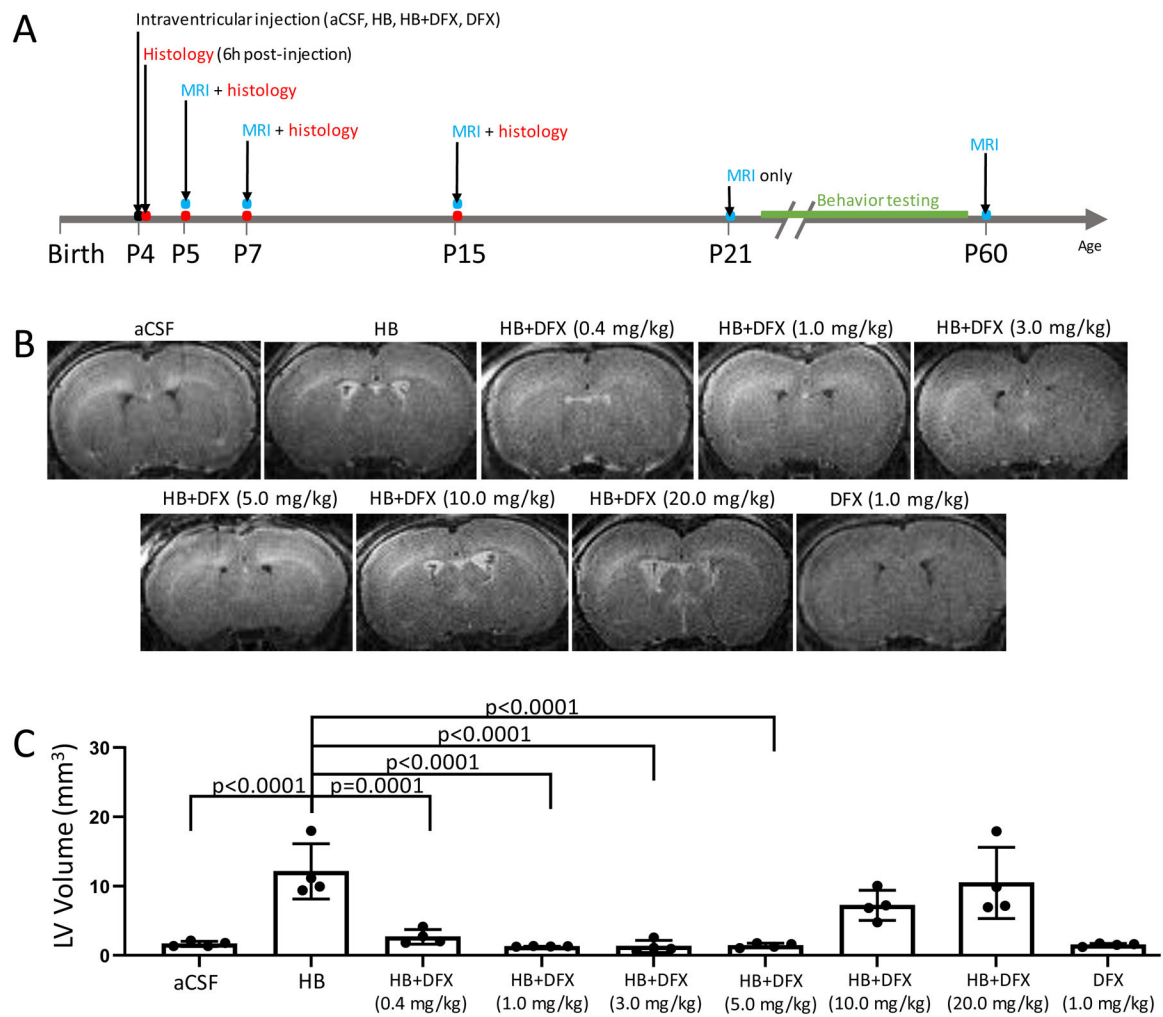 A
Intraventricular injection (aCSF, HB, HB+DFX, DFX)
Histology (6h post-injection)
MRI + histology
MRI + histology
MRI + histology
MRI only
MRI
Behavior testing
Birth P4 P5 P7 P15 P21 P60 Age
B
aCSF HB HB+DFX (0.4 mg/kg) HB+DFX (1.0 mg/kg) HB+DFX (3.0 mg/kg)
HB+DFX (5.0 mg/kg) HB+DFX (10.0 mg/kg) HB+DFX (20.0 mg/kg) DFX (1.0 mg/kg)
C
p<0.0001
p<0.0001
p<0.0001
p<0.0001 p=0.0001
LV Volume (mm³)
30
20
10
0
aCSF HB HB+DFX HB+DFX HB+DFX HB+DFX HB+DFX HB+DFX DFX
(0.4 mg/kg) (1.0 mg/kg) (3.0 mg/kg) (5.0 mg/kg) (10.0 mg/kg) (20.0 mg/kg) (1.0 mg/kg)